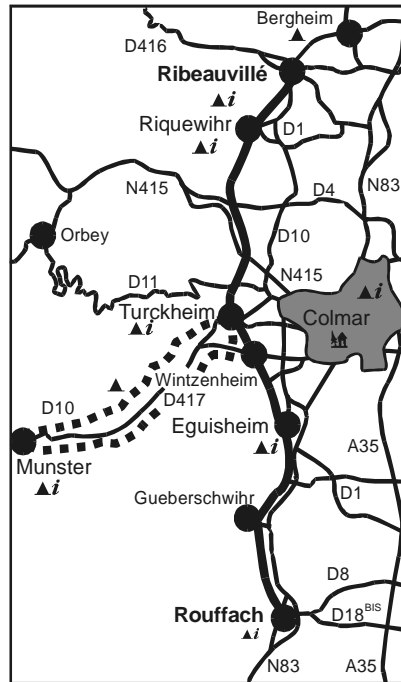 Bergheim
D416
Ribeauvillé
i
Riquewihr
D1
i
N415
D4
N83
Orbey
D10
D11
N415
i
Turckheim
Colmar
i
Wintzenheim
D10
D417
Eguisheim
A35
Munster
i
i
Gueberschwihr
D1
D8
Rouffach
D18BIS
i
N83
A35